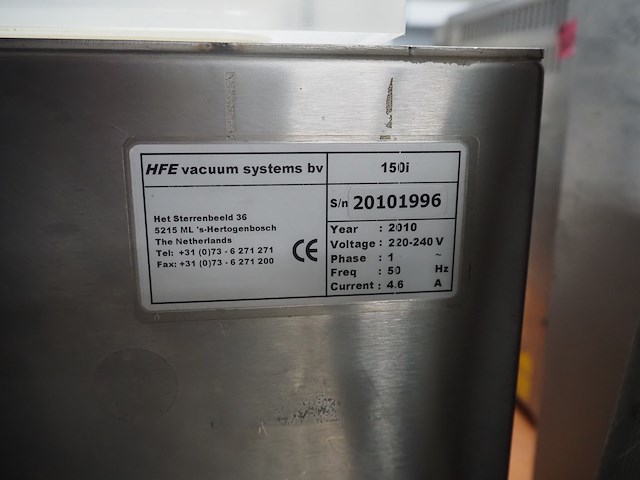 HFE vacuum systems bv
150i
S/n 20101996
Het Sterrenbeeld 36
5215 ML 's-Hertogenbosch
The Netherlands
Tel: +31 (0)73 - 6 271 271
Fax: +31 (0)73 - 6 271 200
CE
Year : 2010
Voltage : 220-240 V
Phase : 1 ~
Freq : 50 Hz
Current : 4.6 A